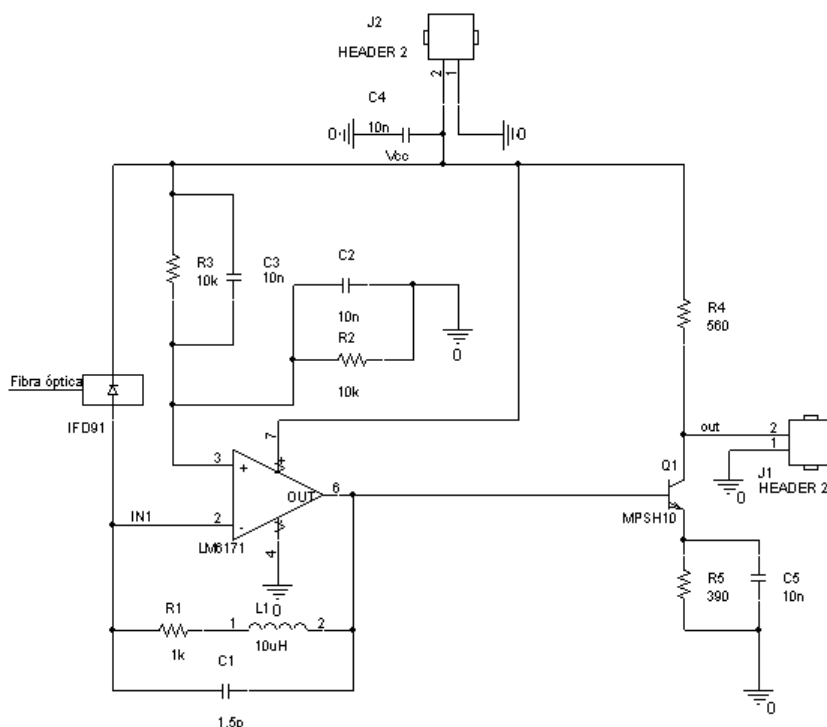 J2
HEADER 2
2 1
C4
10n
0
0
Vcc
R3
10k
C3
10n
C2
10n
R2
10k
0
R4
560
Fibra óptica
IFD91
7
3
+
OUT
6
IN1
2
-
LM6171
4
0
out
2
1
J1
HEADER 2
0
Q1
MPSH10
R1
1k
1
L1
2
10uH
C1
1.5p
R5
390
C5
10n
0